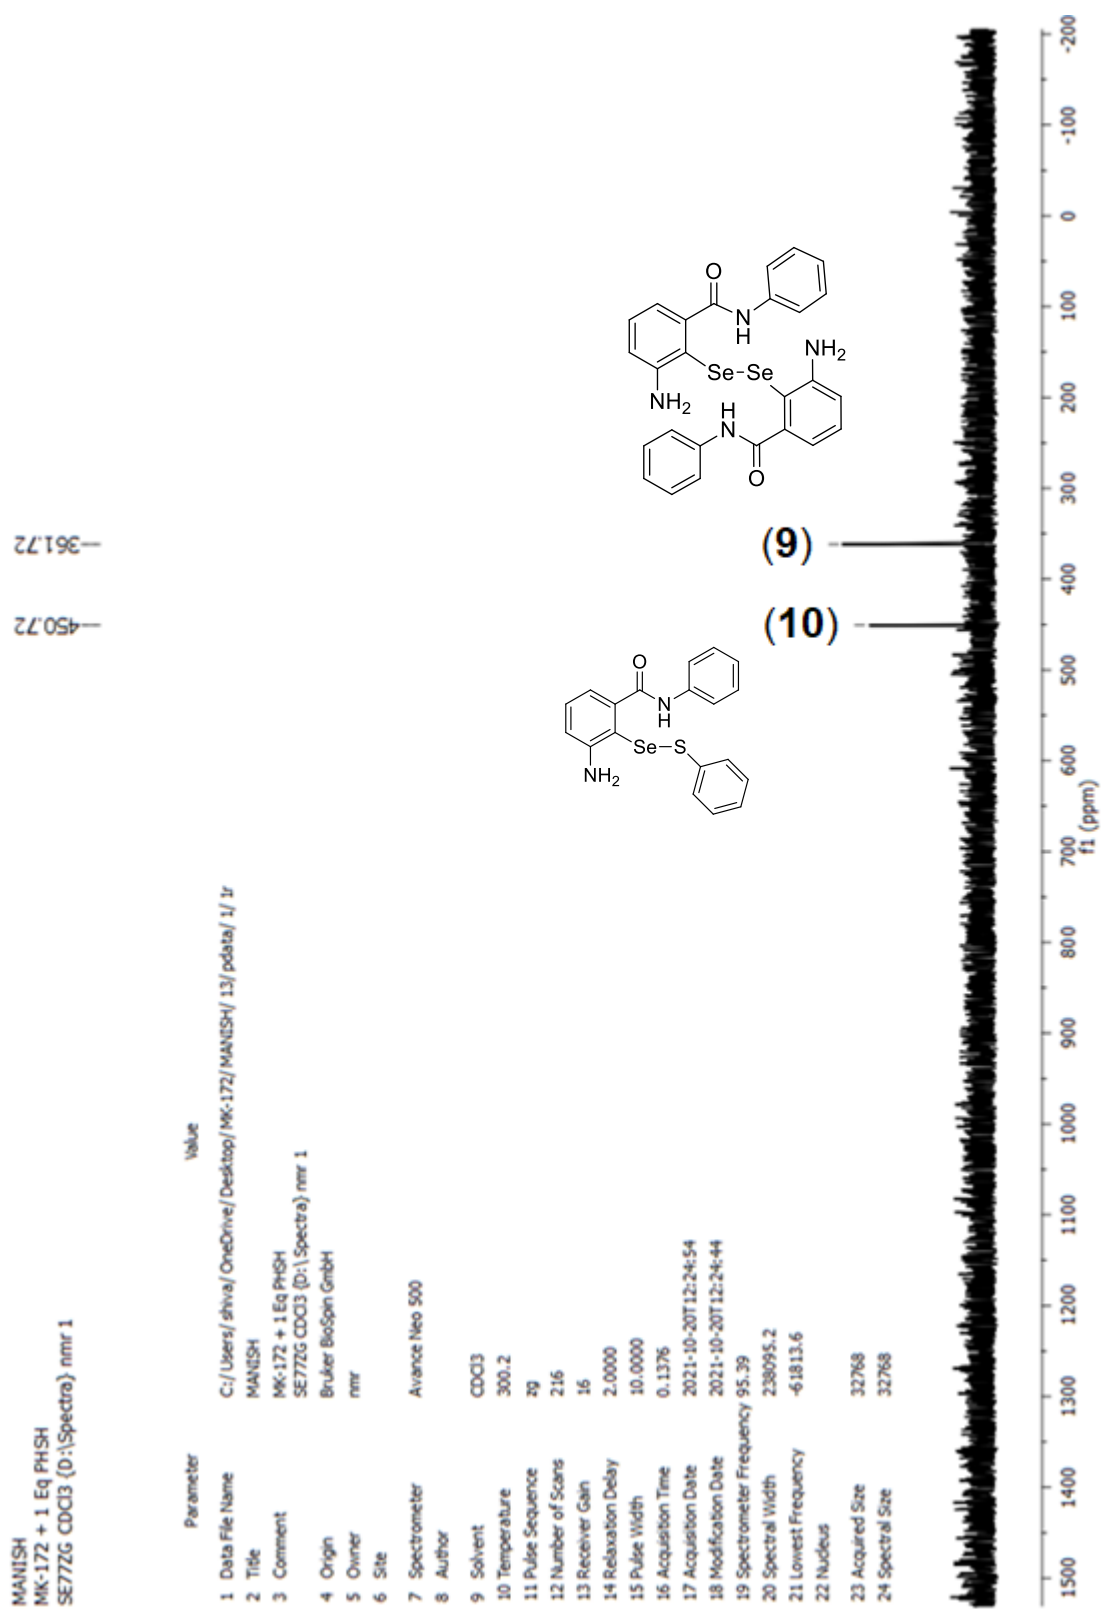 MANISH
MK-172 + 1 Eq PHSH
SE77ZG CDCl3 {D:\Spectra} nmr 1
Parameter Value
1 Data File Name C:/ Users/ shiva/ OneDrive/ Desktop/ MK-172/ MANISH/ 13/ pdata/ 1/ 1r
2 Title MANISH
3 Comment MK-172 + 1 Eq PHSH
SE77ZG CDCl3 {D:\Spectra} nmr 1
4 Origin Bruker BioSpin GmbH
5 Owner nmr
6 Site
7 Spectrometer Avance Neo 500
8 Author
9 Solvent CDCl3
10 Temperature 300.2
11 Pulse Sequence zg
12 Number of Scans 216
13 Receiver Gain 16
14 Relaxation Delay 2.0000
15 Pulse Width 10.0000
16 Acquisition Time 0.1376
17 Acquisition Date 2021-10-20T12:24:54
18 Modification Date 2021-10-20T12:24:44
19 Spectrometer Frequency 95.39
20 Spectral Width 238095.2
21 Lowest Frequency -61813.6
22 Nucleus
23 Acquired Size 32768
24 Spectral Size 32768
450.72
361.72
O
N
H
Se-Se
NH2
NH2
H
N
O
(9)
(10)
O
N
H
Se-S
NH2
1500 1400 1300 1200 1100 1000 900 800 700 600 500 400 300 200 100 0 -100 -200
f1 (ppm)